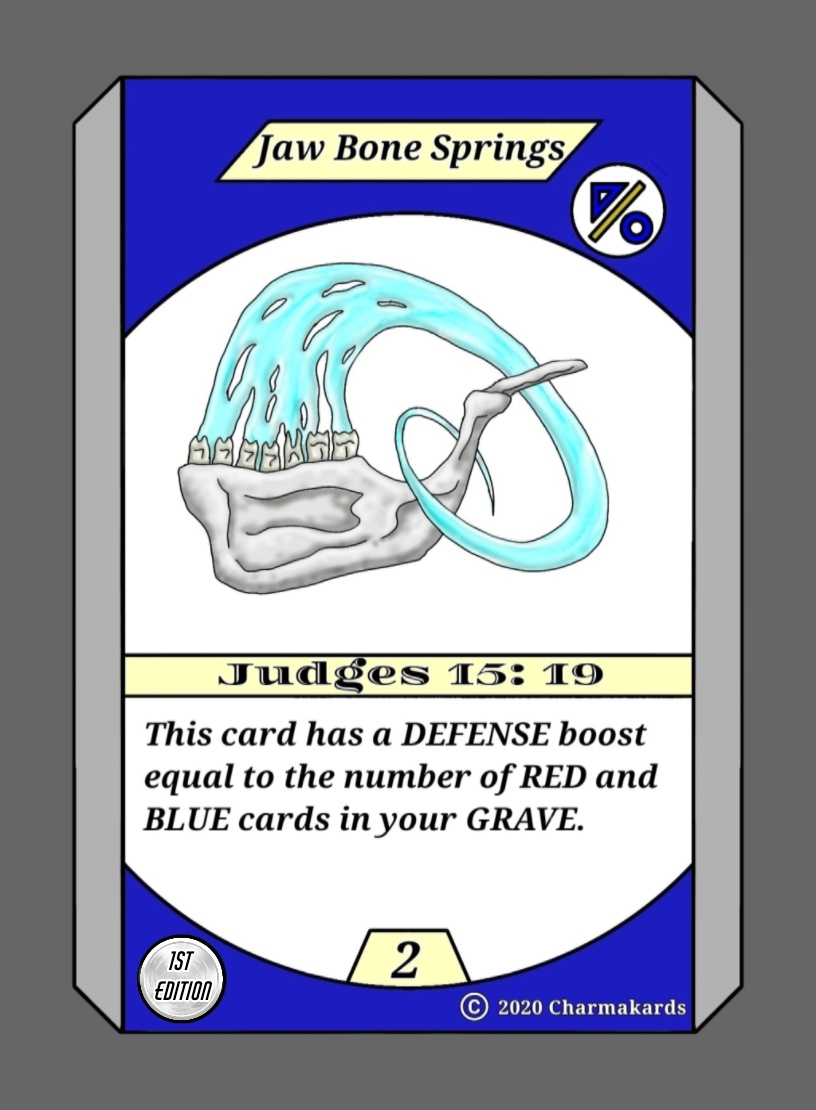 Jaw Bone Springs
Judges 15: 19
This card has a DEFENSE boost
equal to the number of RED and
BLUE cards in your GRAVE.
2
1ST
EDITION
© 2020 Charmakards